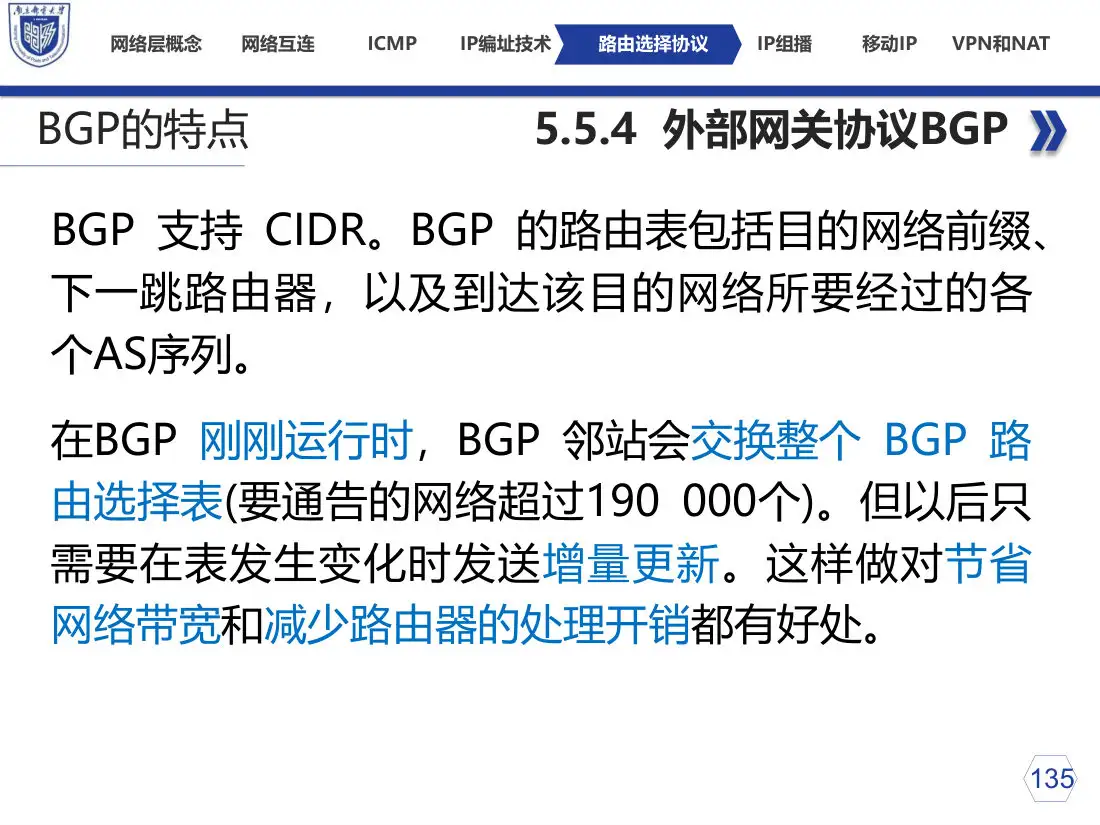 网络层概念 网络互连 ICMP IP编址技术 路由选择协议 IP组播 移动IP VPN和NAT
BGP的特点 5.5.4 外部网关协议BGP
BGP 支持 CIDR。BGP 的路由表包括目的网络前缀、
下一跳路由器，以及到达该目的网络所要经过的各
个AS序列。
在BGP 刚刚运行时，BGP 邻站会交换整个 BGP 路
由选择表(要通告的网络超过190 000个)。但以后只
需要在表发生变化时发送增量更新。这样做对节省
网络带宽和减少路由器的处理开销都有好处。
135